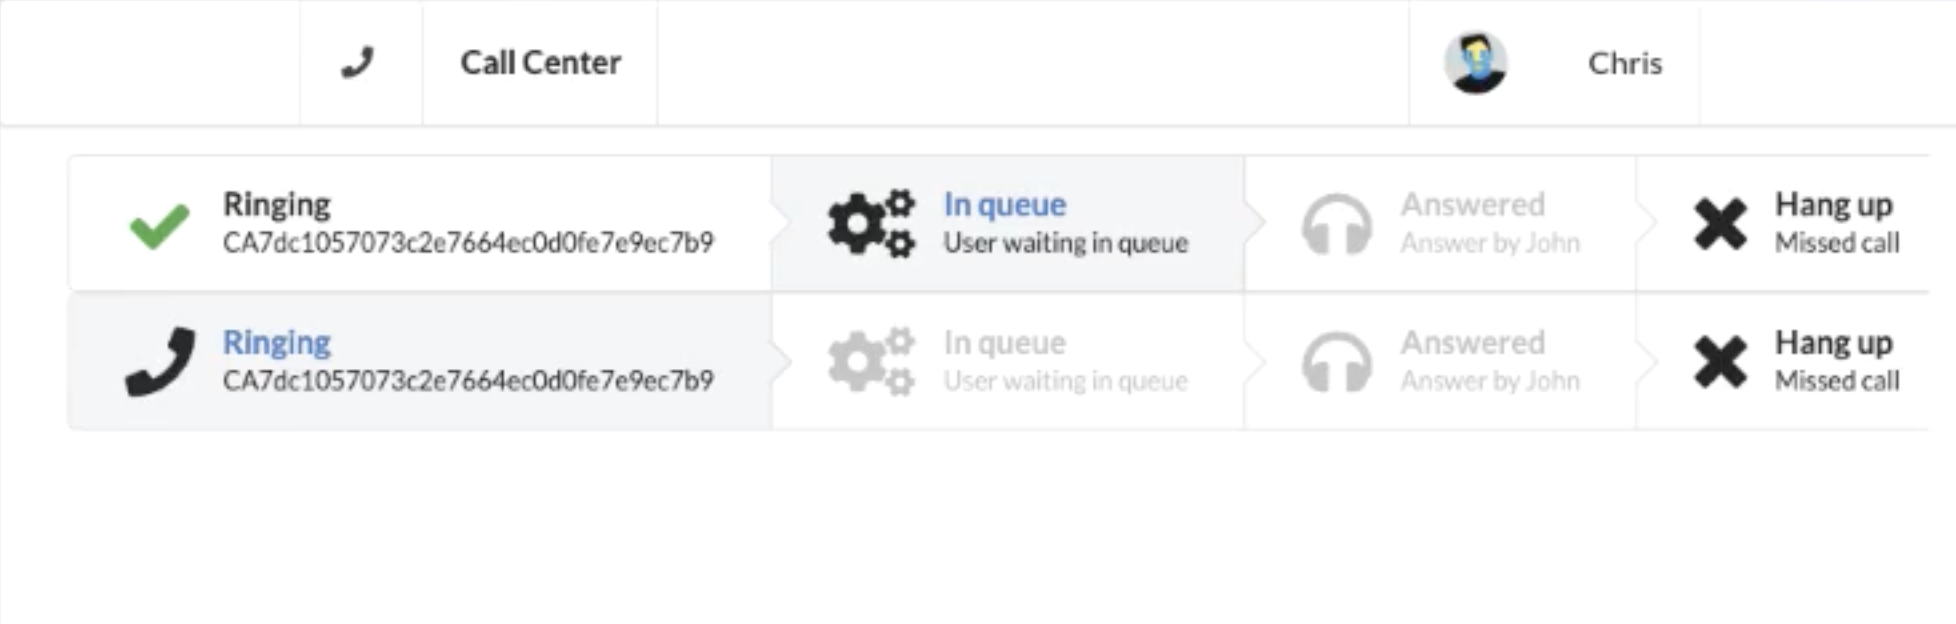 Call Center
Chris
Ringing
CA7dc1057073c2e7664ec0d0fe7e9ec7b9
In queue
User waiting in queue
Answered
Answer by John
Hang up
Missed call
Ringing
CA7dc1057073c2e7664ec0d0fe7e9ec7b9
In queue
User waiting in queue
Answered
Answer by John
Hang up
Missed call